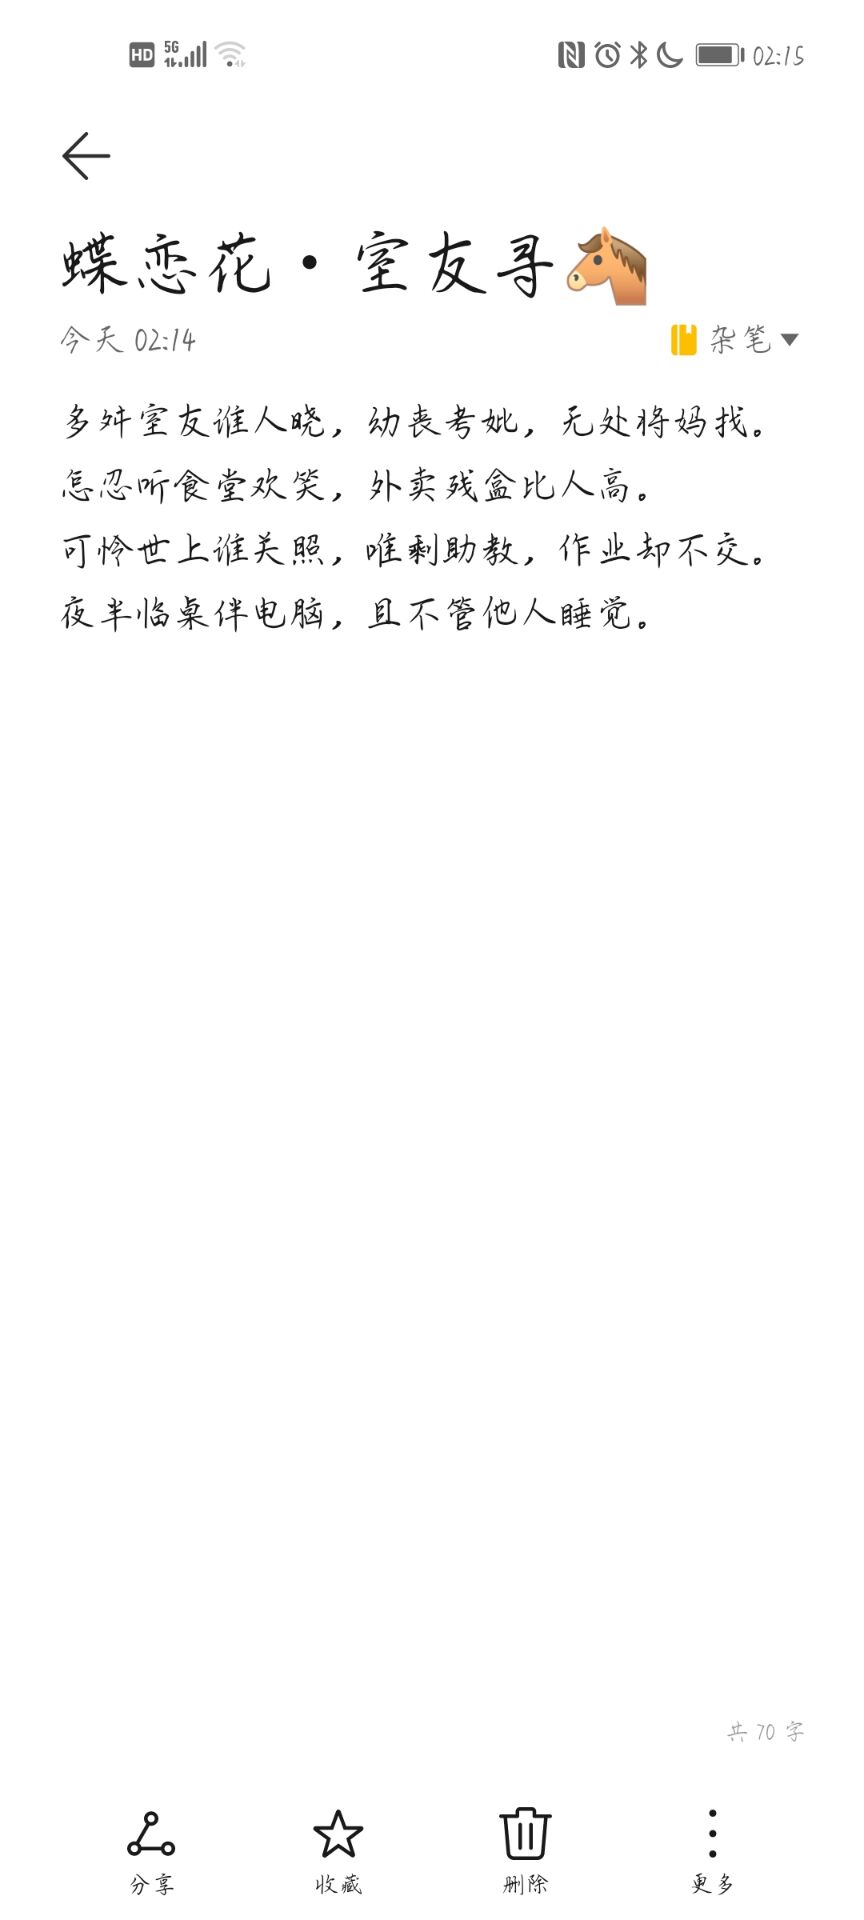 HD 5G 02:15
蝶恋花·室友寻🐴
今天 02:14 杂笔
多舛室友谁人晓，幼丧考妣，无处将妈找。
怎忍听食堂欢笑，外卖残盒比人高。
可怜世上谁关照，唯剩助教，作业却不交。
夜半临桌伴电脑，且不管他人睡觉。
共 70 字
分享 收藏 删除 更多